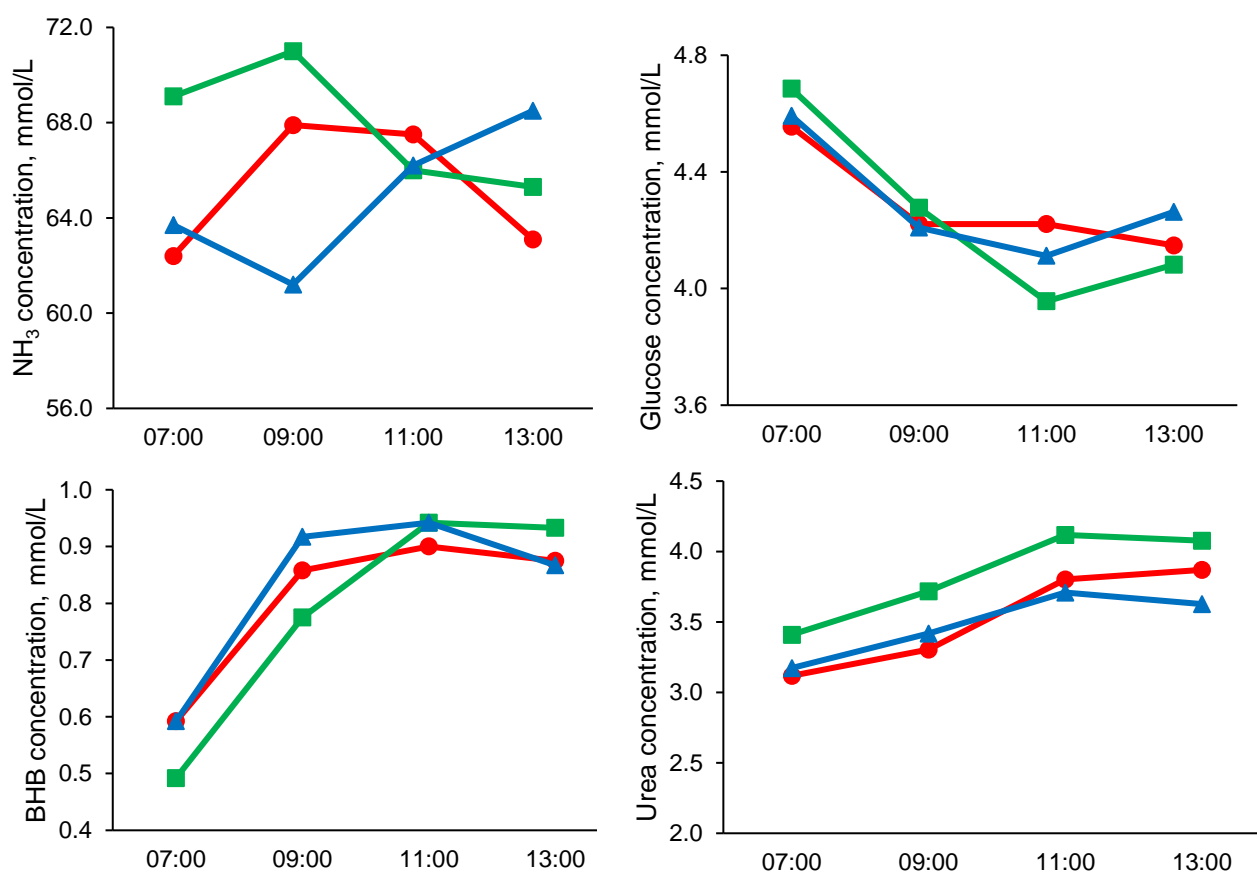 NH₃ concentration, mmol/L
72.0
68.0
64.0
60.0
56.0
07:00 09:00 11:00 13:00
Glucose concentration, mmol/L
4.8
4.4
4.0
3.6
07:00 09:00 11:00 13:00
BHB concentration, mmol/L
1.0
0.9
0.8
0.7
0.6
0.5
0.4
07:00 09:00 11:00 13:00
Urea concentration, mmol/L
4.5
4.0
3.5
3.0
2.5
2.0
07:00 09:00 11:00 13:00